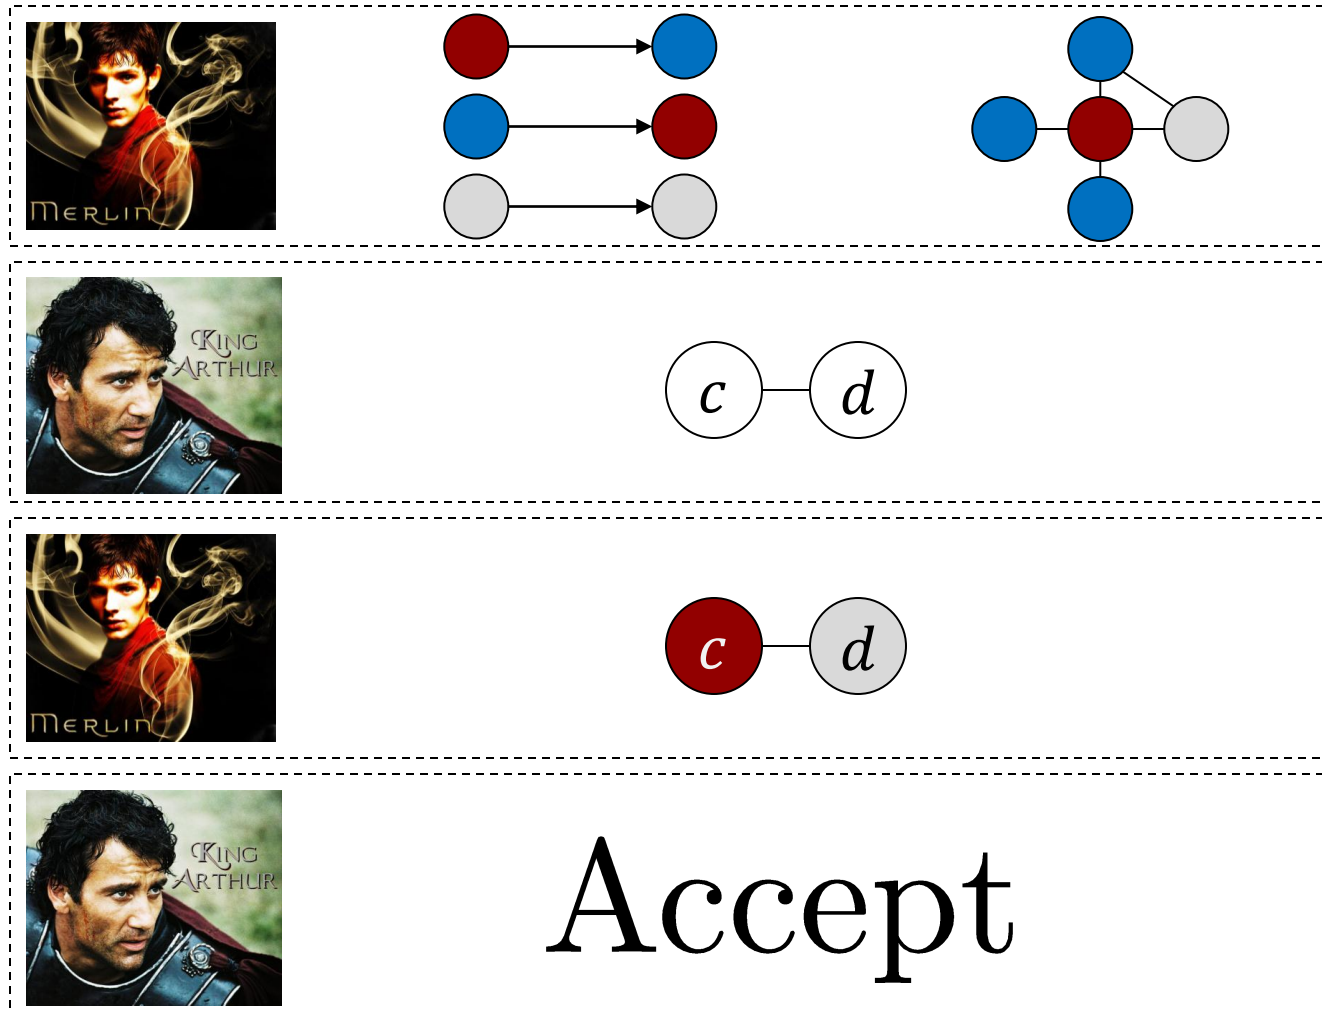 MERLIN
KING
ARTHUR
c d
MERLIN
c d
KING
ARTHUR
Accept